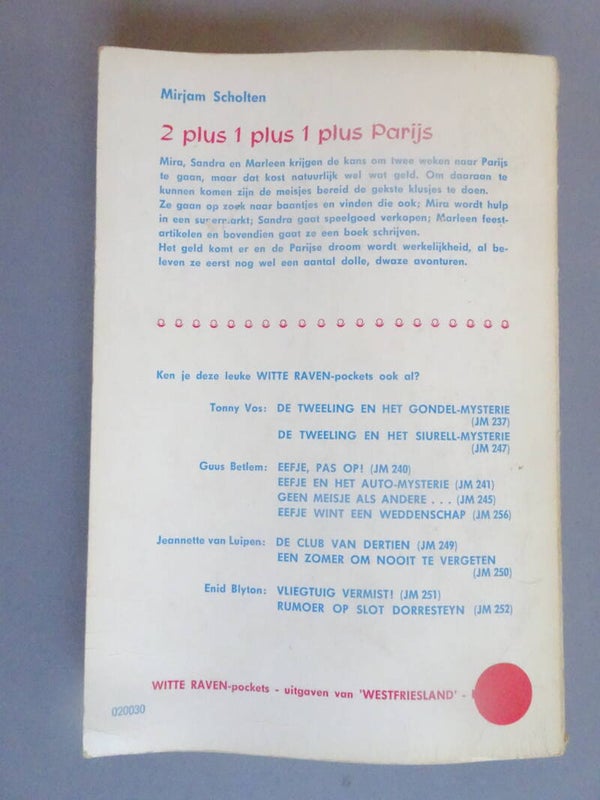 Mirjam Scholten
2 plus 1 plus 1 plus Parijs
Mira, Sandra en Marleen krijgen de kans om twee weken naar Parijs
te gaan, maar dat kost natuurlijk wel wat geld. Om daaraan te
kunnen komen zijn de meisjes bereid de gekste klusjes te doen.
Ze gaan op zoek naar baantjes en vinden die ook; Mira wordt hulp
in een supermarkt; Sandra gaat speelgoed verkopen; Marleen feest-
artikelen en bovendien gaat ze een boek schrijven.
Het geld komt er en de Parijse droom wordt werkelijkheid, al be-
leven ze eerst nog wel een aantal dolle, dwaze avonturen.
Ken je deze leuke WITTE RAVEN-pockets ook al?
Tonny Vos: DE TWEELING EN HET GONDEL-MYSTERIE
(JM 237)
DE TWEELING EN HET SIURELL-MYSTERIE
(JM 247)
Guus Betlem: EEFJE, PAS OP! (JM 240)
EEFJE EN HET AUTO-MYSTERIE (JM 241)
GEEN MEISJE ALS ANDERE . . . (JM 245)
EEFJE WINT EEN WEDDENSCHAP (JM 256)
Jeannette van Luipen: DE CLUB VAN DERTIEN (JM 249)
EEN ZOMER OM NOOIT TE VERGETEN
(JM 250)
Enid Blyton: VLIEGTUIG VERMIST! (JM 251)
RUMOER OP SLOT DORRESTEYN (JM 252)
WITTE RAVEN-pockets - uitgaven van 'WESTFRIESLAND' -
020030